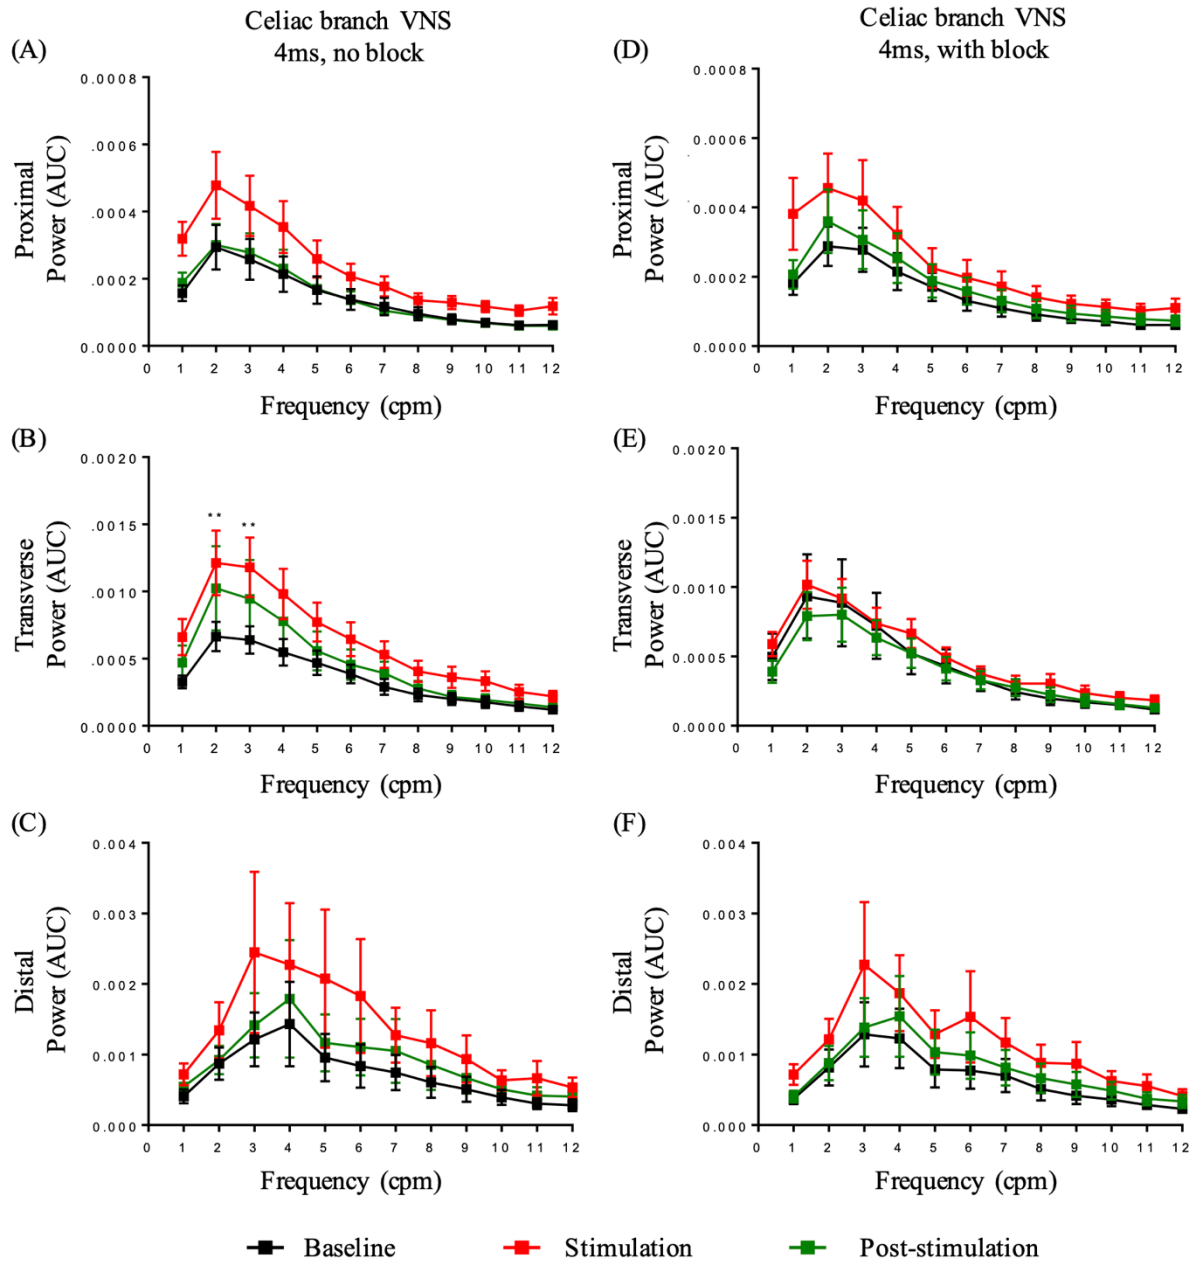 Celiac branch VNS
4ms, no block
(A)
Proximal
Power (AUC)
0.0008
.0006
.0004
.0002
0.0000
0 1 2 3 4 5 6 7 8 9 10 11 12
Frequency (cpm)
Celiac branch VNS
4ms, with block
(D)
Proximal
Power (AUC)
0.0008
0.0006
0.0004
0.0002
0.0000
0 1 2 3 4 5 6 7 8 9 10 11 12
Frequency (cpm)
(B)
Transverse
Power (AUC)
0.0020
.0015
.0010
.0005
0.0000
** **
0 1 2 3 4 5 6 7 8 9 10 11 12
Frequency (cpm)
(E)
Transverse
Power (AUC)
0.0020
0.0015
0.0010
0.0005
0.0000
0 1 2 3 4 5 6 7 8 9 10 11 12
Frequency (cpm)
(C)
Distal
Power (AUC)
0.004
0.003
0.002
0.001
0.000
0 1 2 3 4 5 6 7 8 9 10 11 12
Frequency (cpm)
(F)
Distal
Power (AUC)
0.004
0.003
0.002
0.001
0.000
0 1 2 3 4 5 6 7 8 9 10 11 12
Frequency (cpm)
Baseline Stimulation Post-stimulation